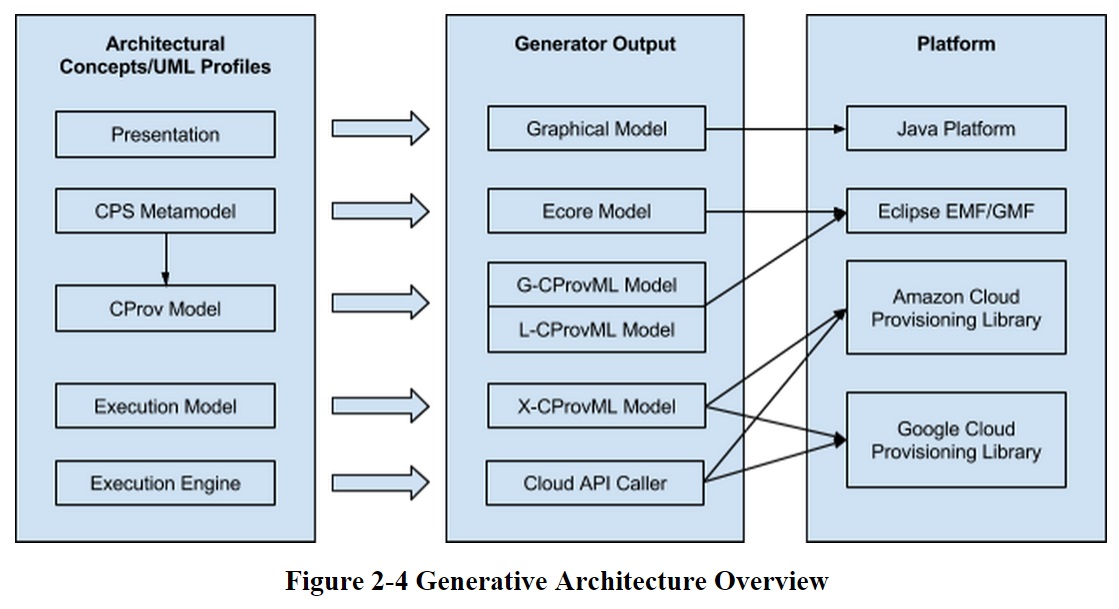 Architectural
Concepts/UML Profiles
Presentation
CPS Metamodel
CProv Model
Execution Model
Execution Engine
Generator Output
Graphical Model
Ecore Model
G-CProvML Model
L-CProvML Model
X-CProvML Model
Cloud API Caller
Platform
Java Platform
Eclipse EMF/GMF
Amazon Cloud
Provisioning Library
Google Cloud
Provisioning Library
Figure 2-4 Generative Architecture Overview